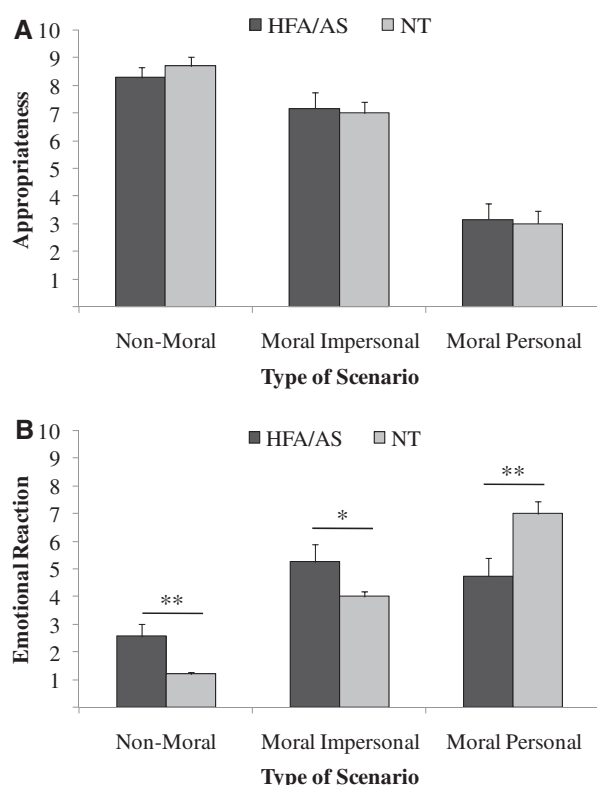 A
HFA/AS NT
10
9
8
7
6
5
4
3
2
1
Appropriateness
Non-Moral Moral Impersonal Moral Personal
Type of Scenario
B
HFA/AS NT
10
9
8
7
6
5
4
3
2
1
Emotional Reaction
**
*
**
Non-Moral Moral Impersonal Moral Personal
Type of Scenario